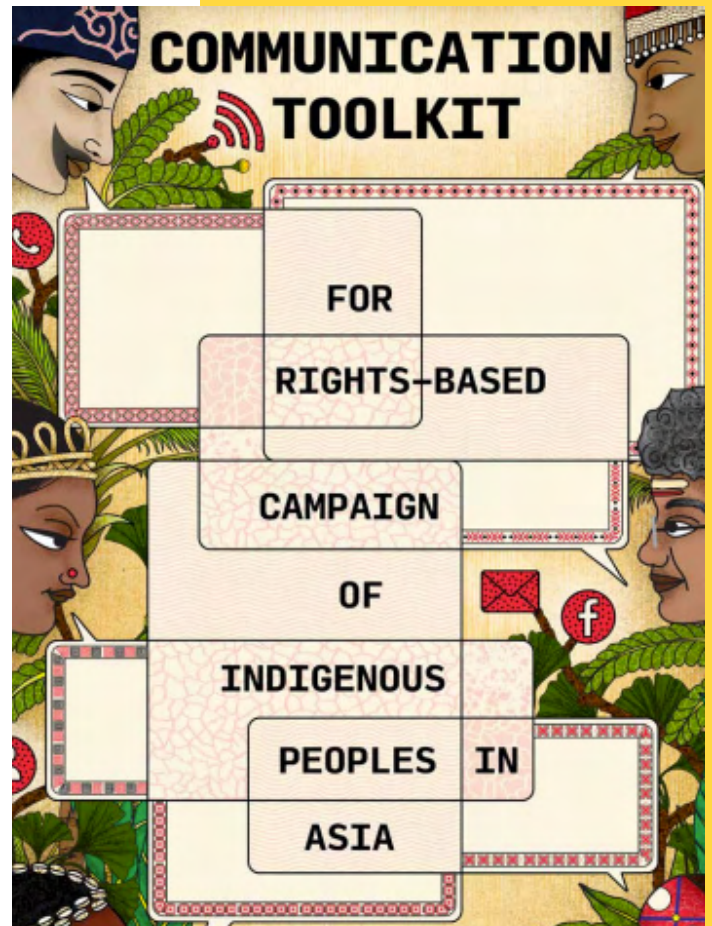 COMMUNICATION
TOOLKIT
FOR
RIGHTS-BASED
CAMPAIGN
OF
INDIGENOUS
PEOPLES IN
ASIA